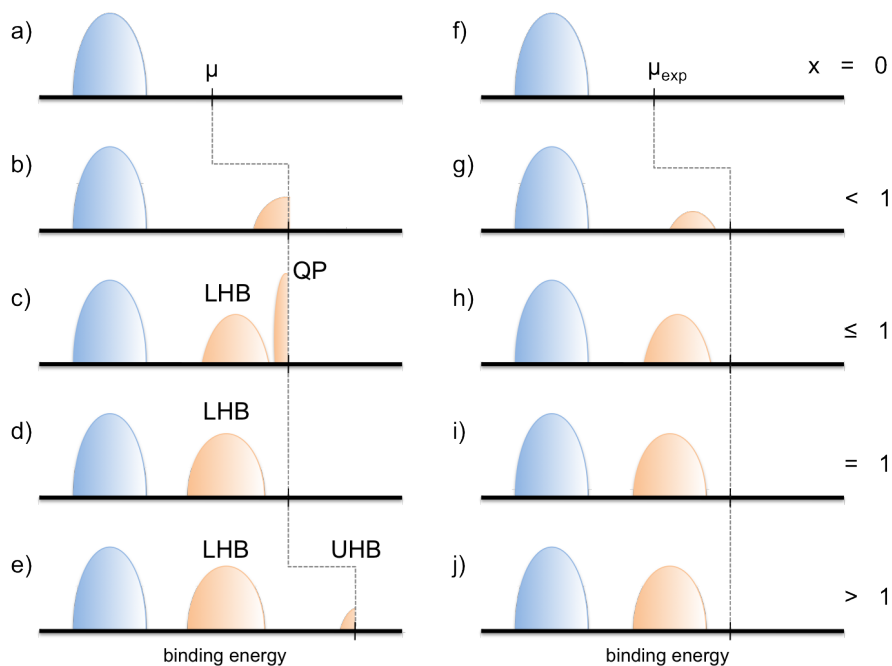 a)
μ
f)
μexp
x = 0
b)
g)
< 1
c)
LHB
QP
h)
≤ 1
d)
LHB
i)
= 1
e)
LHB
UHB
j)
> 1
binding energy
binding energy